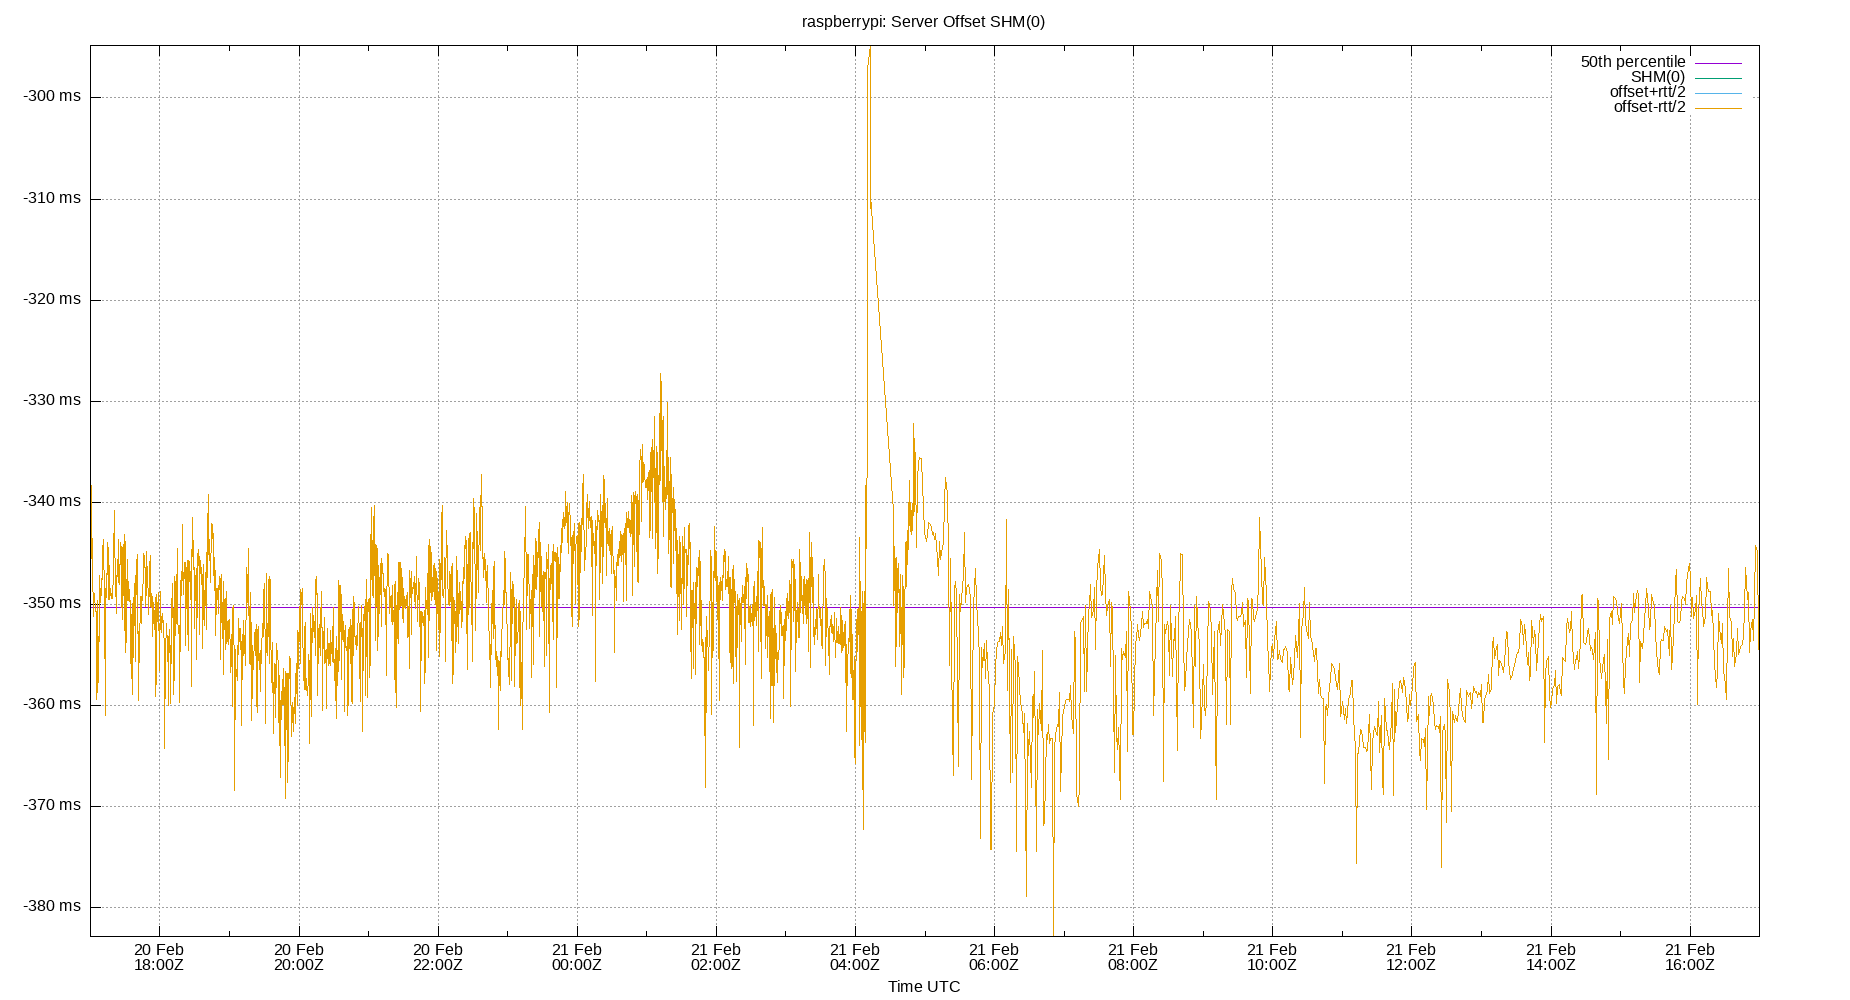 raspberrypi: Server Offset SHM(0)
50th percentile
SHM(0)
offset+rtt/2
offset-rtt/2
-300 ms
-310 ms
-320 ms
-330 ms
-340 ms
-350 ms
-360 ms
-370 ms
-380 ms
20 Feb 20 Feb 20 Feb 21 Feb 21 Feb 21 Feb 21 Feb 21 Feb 21 Feb 21 Feb 21 Feb 21 Feb
18:00Z 20:00Z 22:00Z 00:00Z 02:00Z 04:00Z 06:00Z 08:00Z 10:00Z 12:00Z 14:00Z 16:00Z
Time UTC